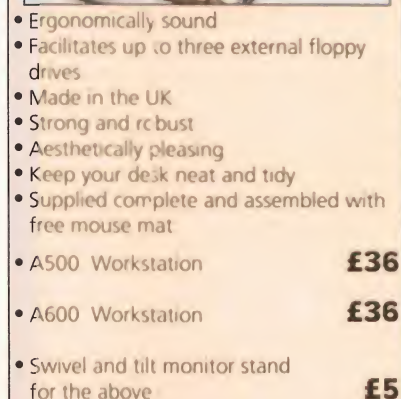 • Ergonomically sound
• Facilitates up to three external floppy
drives
• Made in the UK
• Strong and robust
• Aesthetically pleasing
• Keep your desk neat and tidy
• Supplied complete and assembled with
free mouse mat
• A500 Workstation £36
• A600 Workstation £36
• Swivel and tilt monitor stand
for the above £5